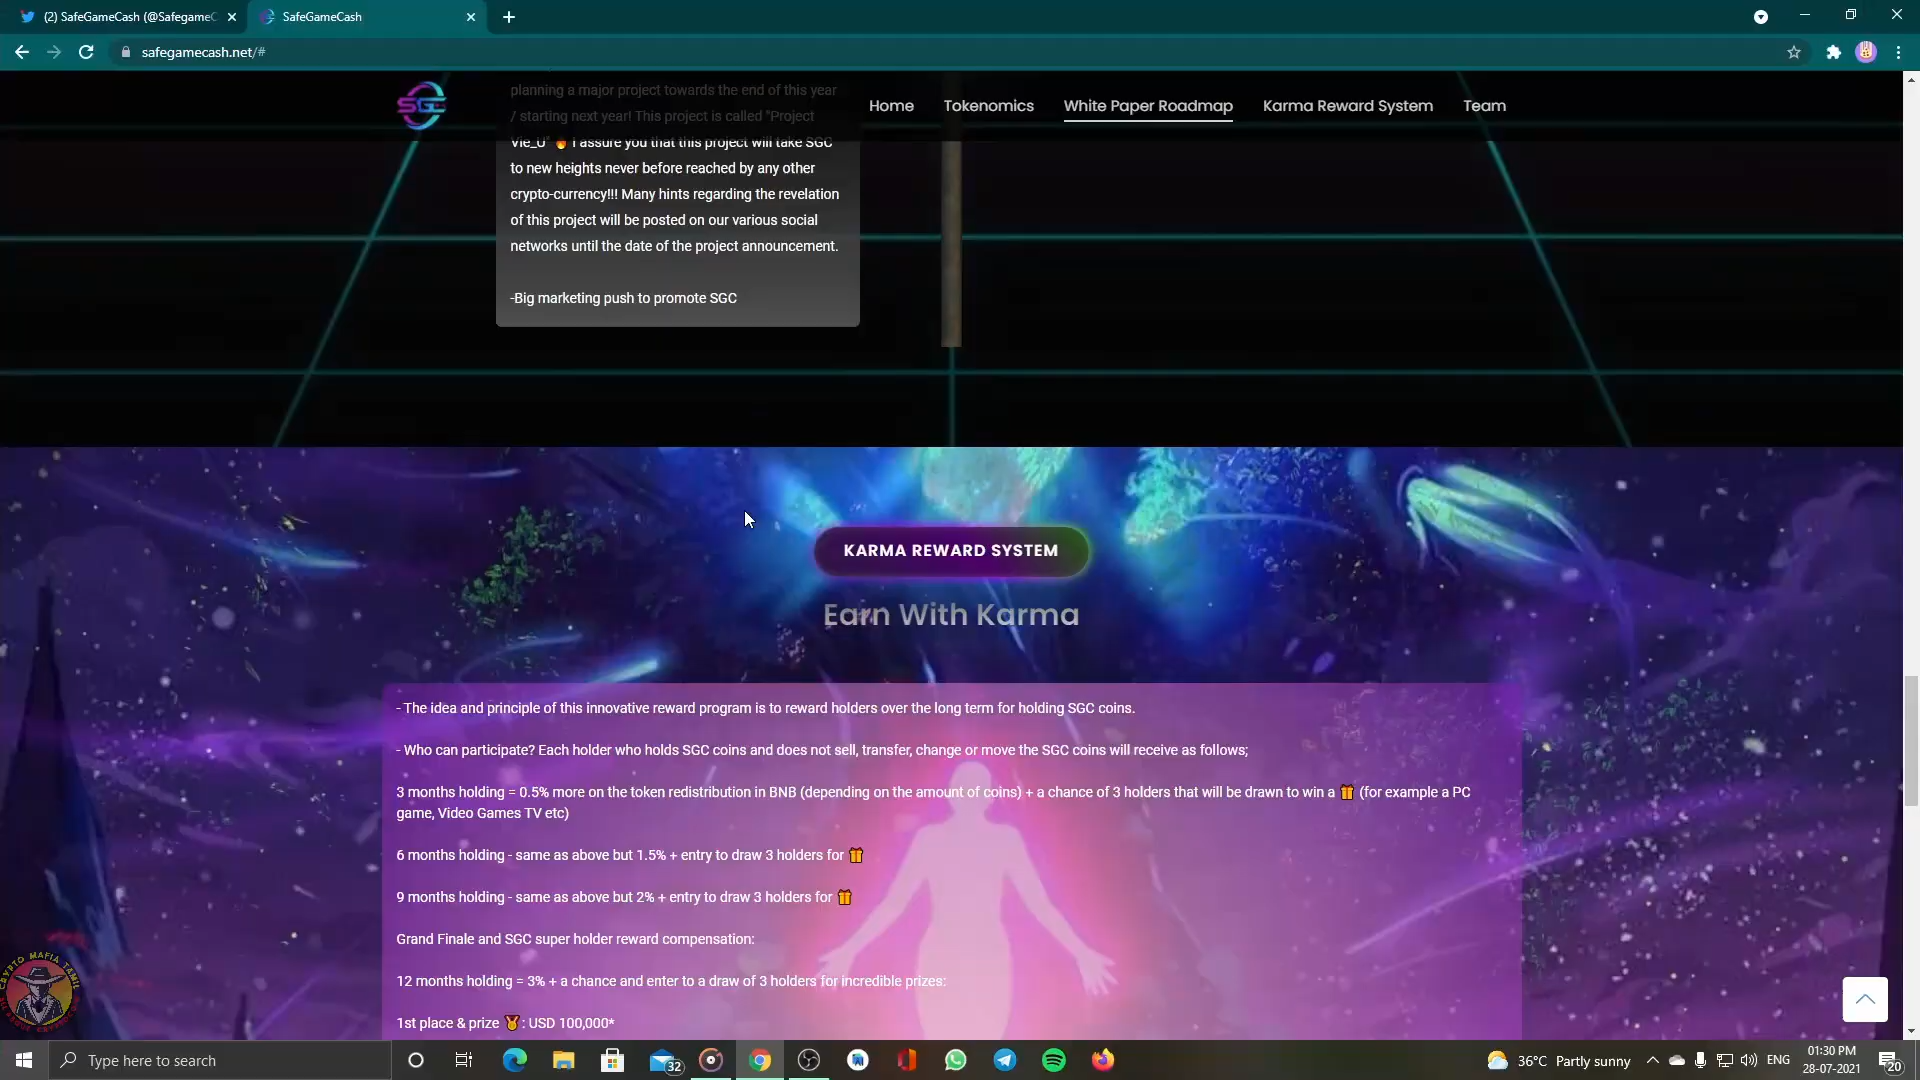 (2) SafeGameCash (@SafegameC
SafeGameCash
safegamecash.net/#
SGC
Home
Tokenomics
White Paper Roadmap
Karma Reward System
Team
planning a major project towards the end of this year
/ starting next year! This project is called "Project
Vie_U" 🔥 I assure you that this project will take SGC
to new heights never before reached by any other
crypto-currency!!! Many hints regarding the revelation
of this project will be posted on our various social
networks until the date of the project announcement.
-Big marketing push to promote SGC
KARMA REWARD SYSTEM
Earn With Karma
- The idea and principle of this innovative reward program is to reward holders over the long term for holding SGC coins.
- Who can participate? Each holder who holds SGC coins and does not sell, transfer, change or move the SGC coins will receive as follows;
3 months holding = 0.5% more on the token redistribution in BNB (depending on the amount of coins) + a chance of 3 holders that will be drawn to win a 🎁 (for example a PC
game, Video Games TV etc)
6 months holding - same as above but 1.5% + entry to draw 3 holders for 🎁
9 months holding - same as above but 2% + entry to draw 3 holders for 🎁
Grand Finale and SGC super holder reward compensation:
12 months holding = 3% + a chance and enter to a draw of 3 holders for incredible prizes:
1st place & prize 🏅: USD 100,000*
CRYPTO MAFIA TAMIL
Type here to search
32
36°C Partly sunny
ENG
01:30 PM
28-07-2021
20